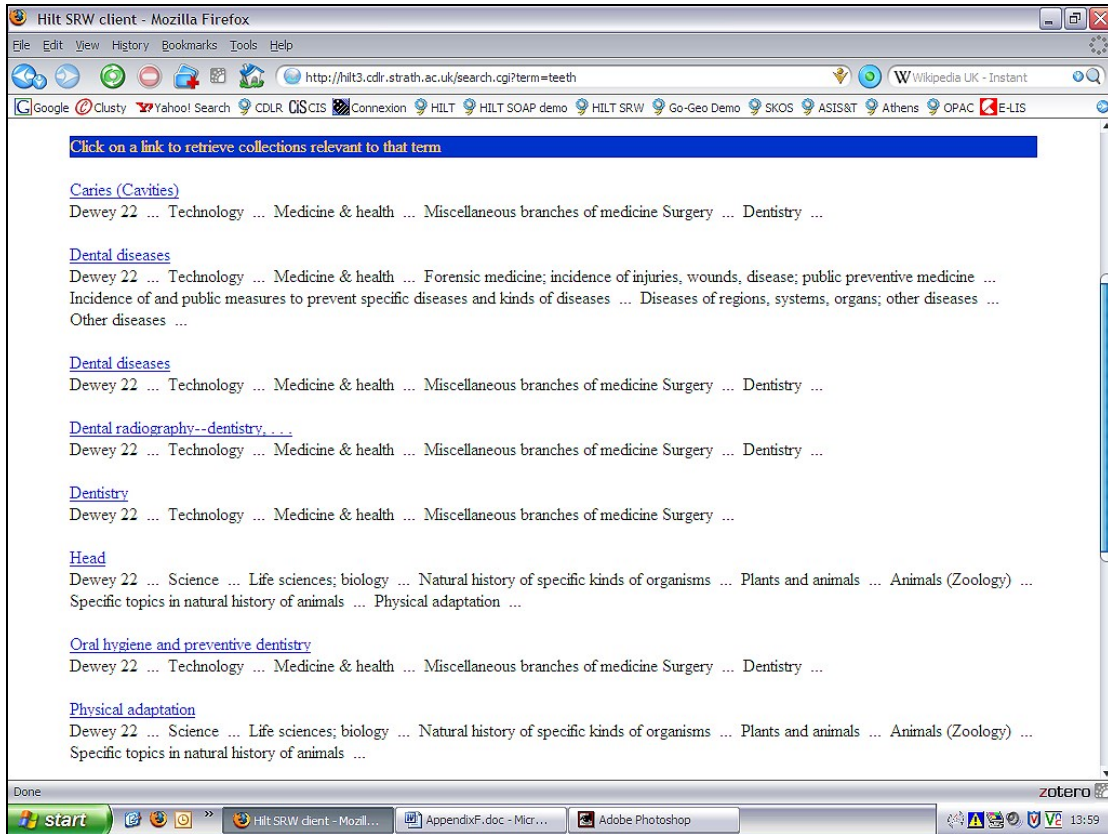 Hilt SRW client - Mozilla Firefox
File Edit View History Bookmarks Tools Help
http://hilt3.cdlr.strath.ac.uk/search.cgi?term=teeth W Wikipedia UK - Instant
G Google Clusty Y! Yahoo! Search CDLR CiS CIS Connexion HILT HILT SOAP demo HILT SRW Go-Geo Demo SKOS ASIS&T Athens OPAC E-LIS
Click on a link to retrieve collections relevant to that term
Caries (Cavities)
Dewey 22 ... Technology ... Medicine & health ... Miscellaneous branches of medicine Surgery ... Dentistry ...
Dental diseases
Dewey 22 ... Technology ... Medicine & health ... Forensic medicine; incidence of injuries, wounds, disease; public preventive medicine ...
Incidence of and public measures to prevent specific diseases and kinds of diseases ... Diseases of regions, systems, organs; other diseases ...
Other diseases ...
Dental diseases
Dewey 22 ... Technology ... Medicine & health ... Miscellaneous branches of medicine Surgery ... Dentistry ...
Dental radiography--dentistry, . . .
Dewey 22 ... Technology ... Medicine & health ... Miscellaneous branches of medicine Surgery ... Dentistry ...
Dentistry
Dewey 22 ... Technology ... Medicine & health ... Miscellaneous branches of medicine Surgery ...
Head
Dewey 22 ... Science ... Life sciences; biology ... Natural history of specific kinds of organisms ... Plants and animals ... Animals (Zoology) ...
Specific topics in natural history of animals ... Physical adaptation ...
Oral hygiene and preventive dentistry
Dewey 22 ... Technology ... Medicine & health ... Miscellaneous branches of medicine Surgery ... Dentistry ...
Physical adaptation
Dewey 22 ... Science ... Life sciences; biology ... Natural history of specific kinds of organisms ... Plants and animals ... Animals (Zoology) ...
Specific topics in natural history of animals ...
Done zotero
start » Hilt SRW client - Mozill... AppendixF.doc - Micr... Adobe Photoshop V2 13:59